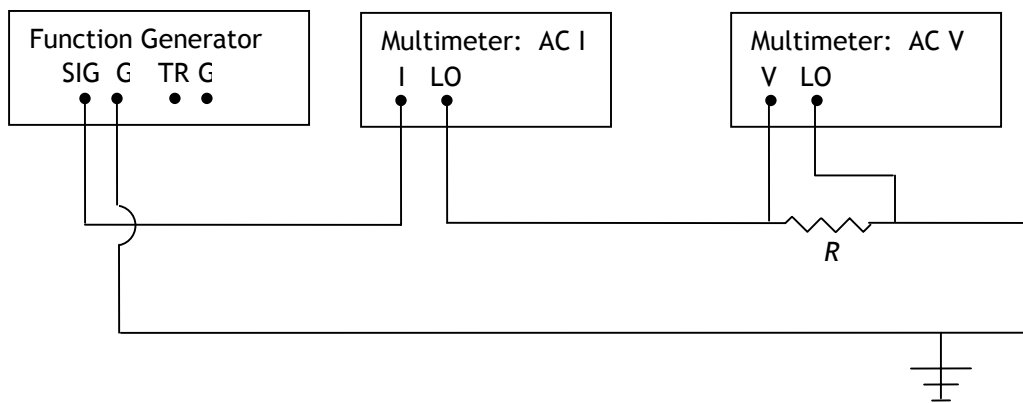 Function Generator
SIG G TR G
Multimeter: AC I
I LO
Multimeter: AC V
V LO
R